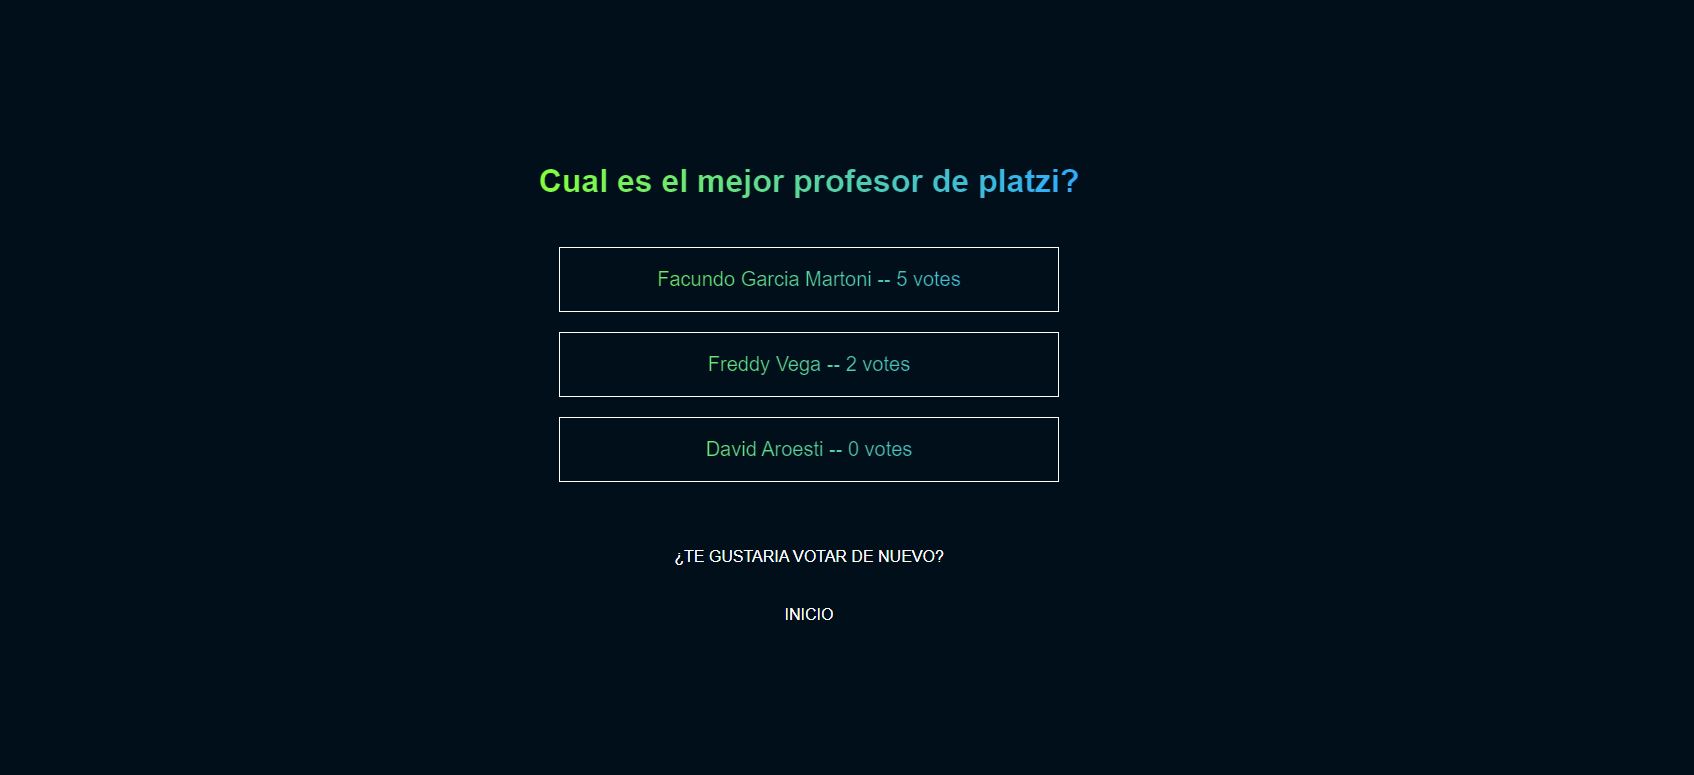 Cual es el mejor profesor de platzi?
Facundo Garcia Martoni -- 5 votes
Freddy Vega -- 2 votes
David Aroesti -- 0 votes
¿TE GUSTARIA VOTAR DE NUEVO?
INICIO